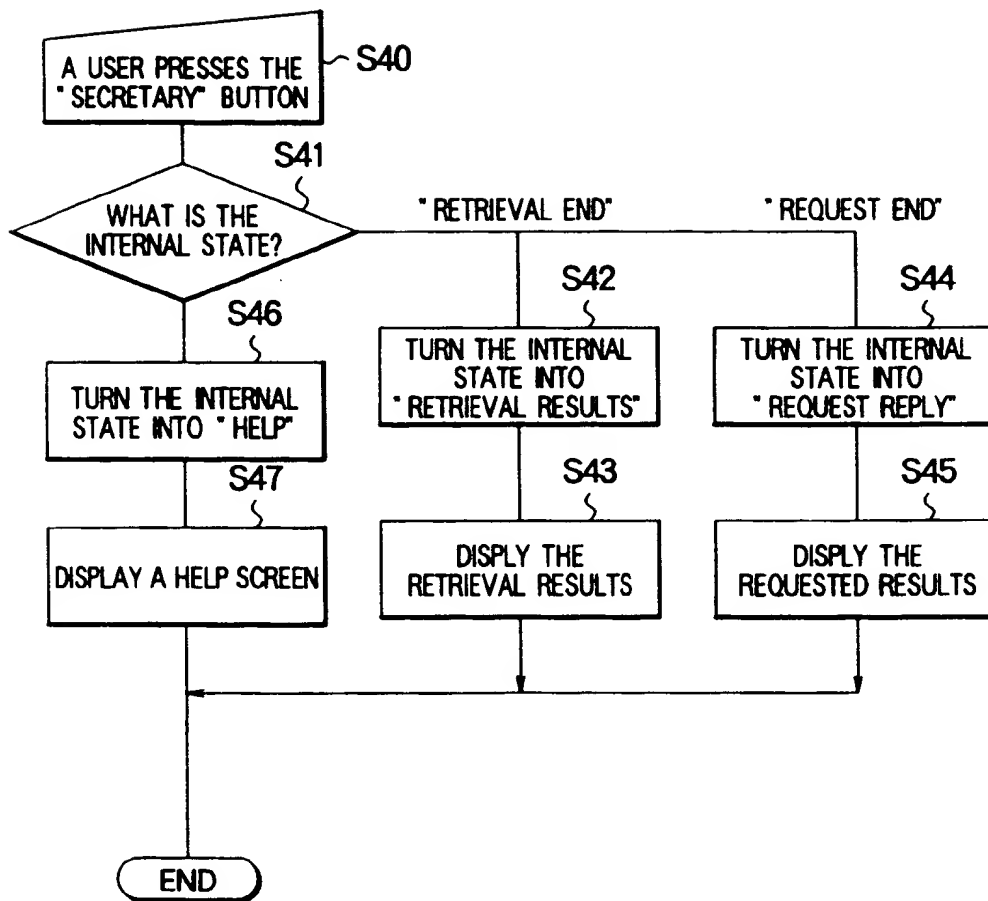 S40
A USER PRESSES THE
"SECRETARY" BUTTON
S41
WHAT IS THE
INTERNAL STATE?
"RETRIEVAL END"
"REQUEST END"
S46
TURN THE INTERNAL
STATE INTO "HELP"
S47
DISPLAY A HELP SCREEN
S42
TURN THE INTERNAL
STATE INTO
"RETRIEVAL RESULTS"
S43
DISPLY THE
RETRIEVAL RESULTS
S44
TURN THE INTERNAL
STATE INTO
"REQUEST REPLY"
S45
DISPLY THE
REQUESTED RESULTS
END